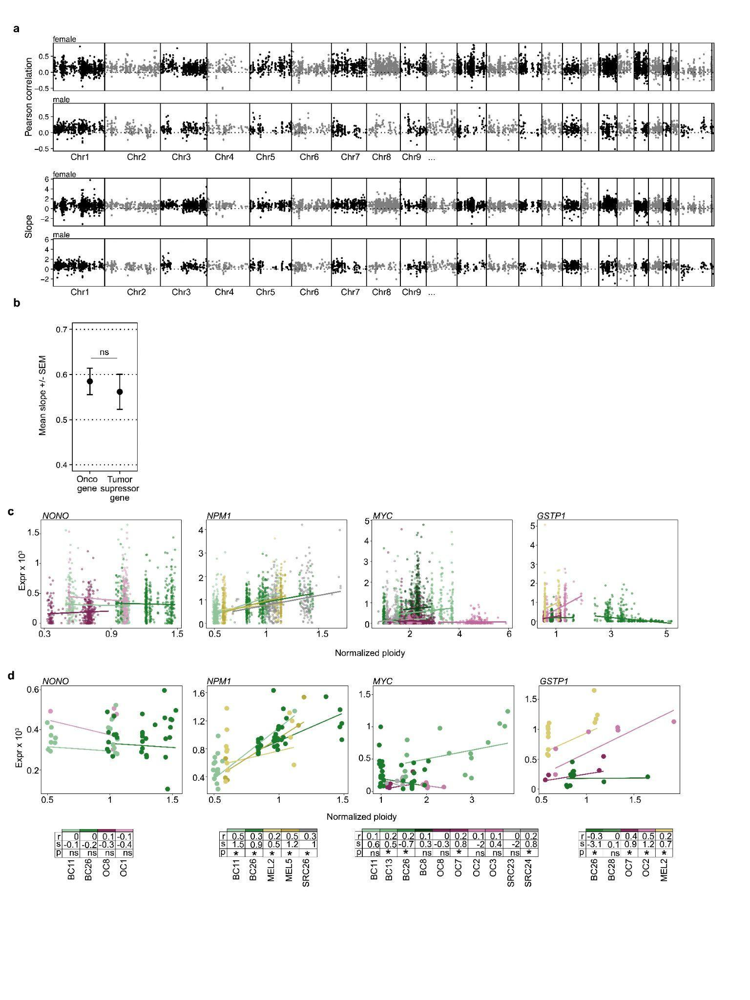 a
female
0.5
0.0
−0.5
male
0.5
0.0
−0.5
Pearson correlation
Chr1 Chr2 Chr3 Chr4 Chr5 Chr6 Chr7 Chr8 Chr9 ...
female
6
4
2
0
−2
male
6
4
2
0
−2
Slope
Chr1 Chr2 Chr3 Chr4 Chr5 Chr6 Chr7 Chr8 Chr9 ...
b
0.7
0.6
0.5
0.4
Mean slope +/- SEM
ns
Onco Tumor
gene supressor
gene
c
NONO NPM1 MYC GSTP1
Expr x 10³
1.5
1
0.5
0
0.3 0.9 1.5
4
3
2
1
0
0.5 1 1.5
5
4
3
2
1
0
2 4 6
5
4
3
2
1
0
1 3 5
Normalized ploidy
d
NONO NPM1 MYC GSTP1
Expr x 10³
0.6
0.4
0.2
0.5 1 1.5
1.6
1.2
0.8
0.4
0.5 1 1.5
1.5
1
0.5
0
1 2 3
1.5
1
0.5
0
0.5 1 1.5
Normalized ploidy
r 0 0 0.1 -0.1
s -0.1 -0.2 -0.3 -0.4
p ns ns ns ns
BC11 BC26 OC8 OC1
r 0.5 0.3 0.2 0.5 0.3
s 1.5 0.9 0.5 1.2 1
p * * * * *
BC11 BC26 MEL2 MEL5 SRC26
r 0.1 0.2 0.2 0.1 0 0.2 0.1 0.1 0 0.2
s 0.6 0.5 -0.7 0.3 -0.3 0.8 -2 0.4 -2 0.8
p ns * * ns ns * ns ns ns *
BC11 BC13 BC26 BC8 OC8 OC7 OC2 OC3 SRC23 SRC24
r -0.3 0 0.4 0.5 0.2
s -3.1 0.1 0.9 1.2 0.7
p * ns * * *
BC26 BC28 OC7 OC2 MEL2